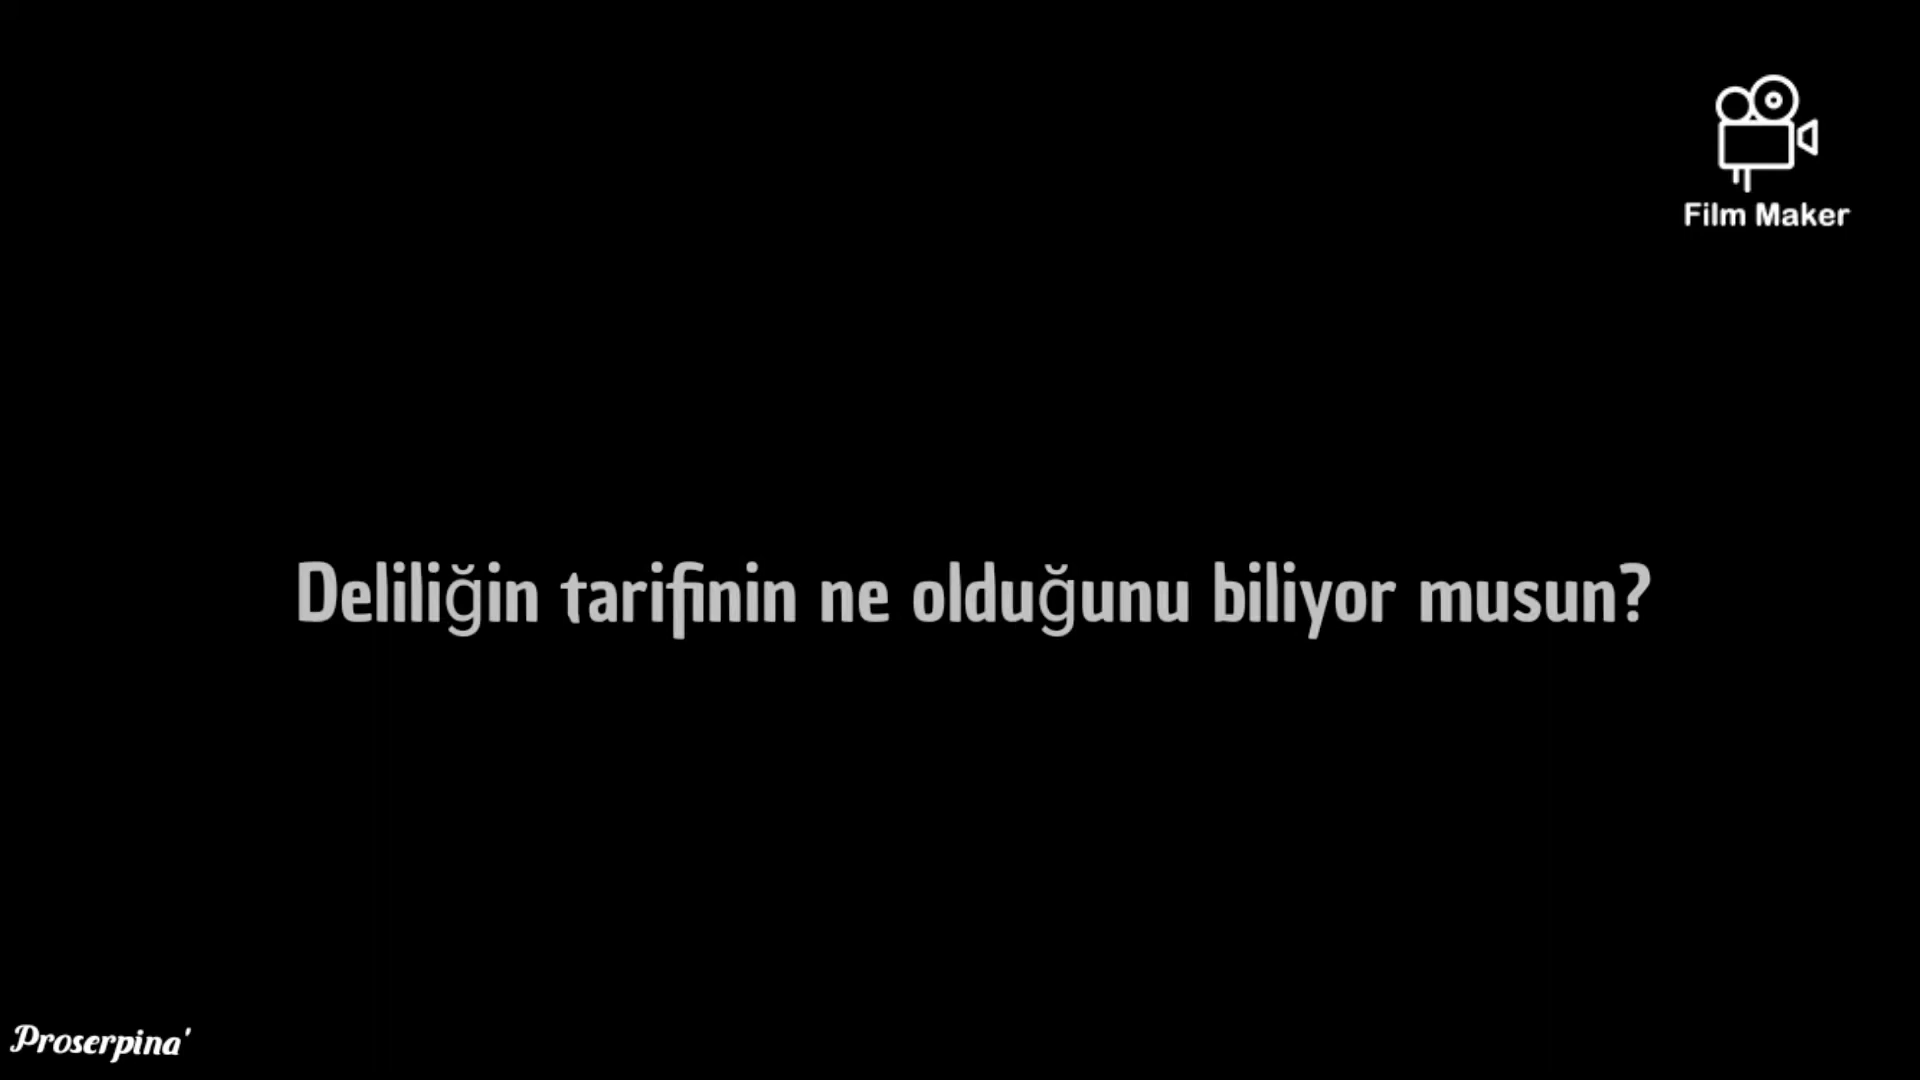 Film Maker
Deliliğin tarifinin ne olduğunu biliyor musun?
Proserpina'